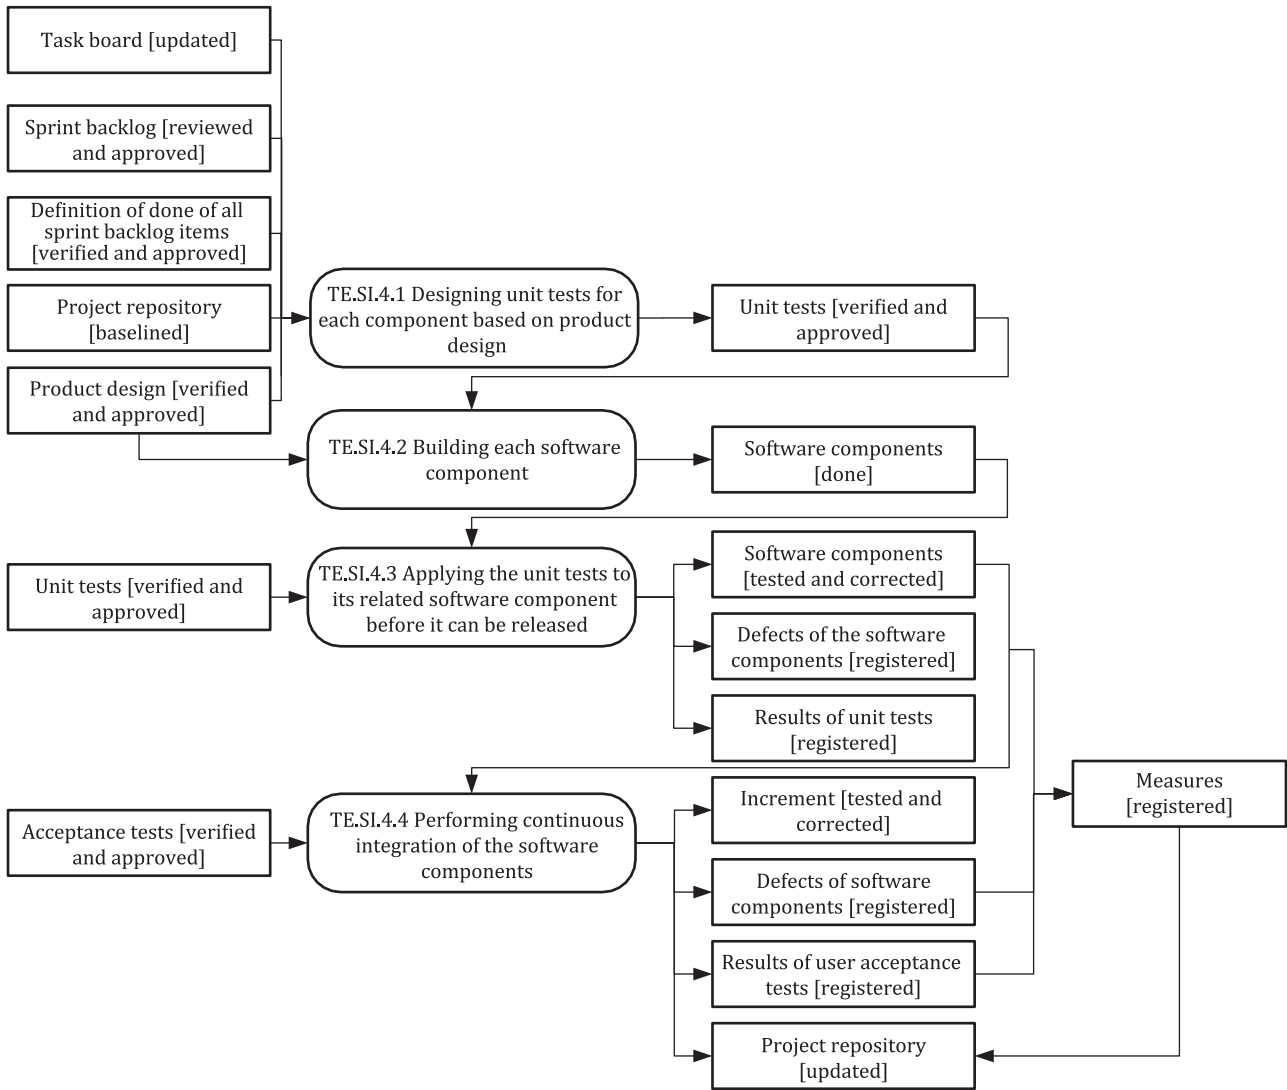 Task board [updated]
Sprint backlog [reviewed
and approved]
Definition of done of all
sprint backlog items
[verified and approved]
Project repository
[baselined]
Product design [verified
and approved]
TE.SI.4.1 Designing unit tests for
each component based on product
design
Unit tests [verified and
approved]
TE.SI.4.2 Building each software
component
Software components
[done]
Unit tests [verified and
approved]
TE.SI.4.3 Applying the unit tests to
its related software component
before it can be released
Software components
[tested and corrected]
Defects of the software
components [registered]
Results of unit tests
[registered]
Acceptance tests [verified
and approved]
TE.SI.4.4 Performing continuous
integration of the software
components
Increment [tested and
corrected]
Defects of software
components [registered]
Results of user acceptance
tests [registered]
Project repository
[updated]
Measures
[registered]